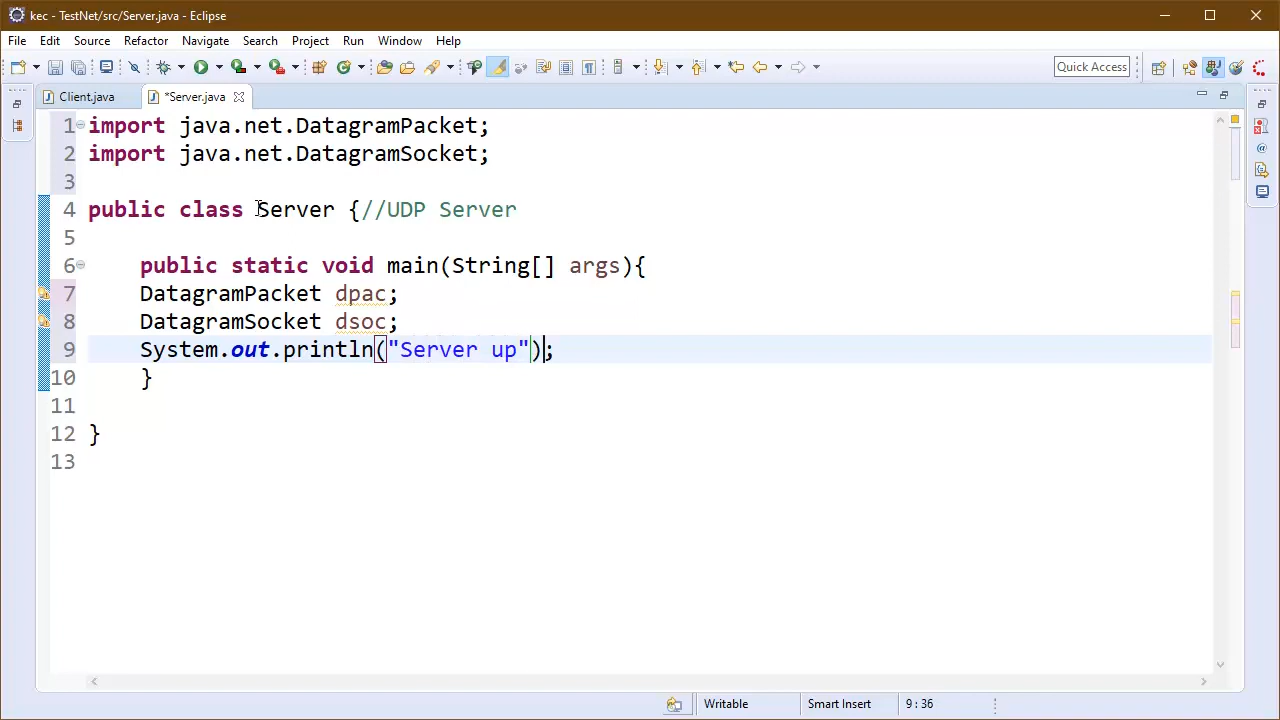 kec - TestNet/src/Server.java - Eclipse
File Edit Source Refactor Navigate Search Project Run Window Help
Quick Access
Client.java *Server.java
1 import java.net.DatagramPacket;
2 import java.net.DatagramSocket;
3
4 public class Server {//UDP Server
5
6 public static void main(String[] args){
7 DatagramPacket dpac;
8 DatagramSocket dsoc;
9 System.out.println("Server up");
10 }
11
12 }
13
Writable Smart Insert 9 : 36